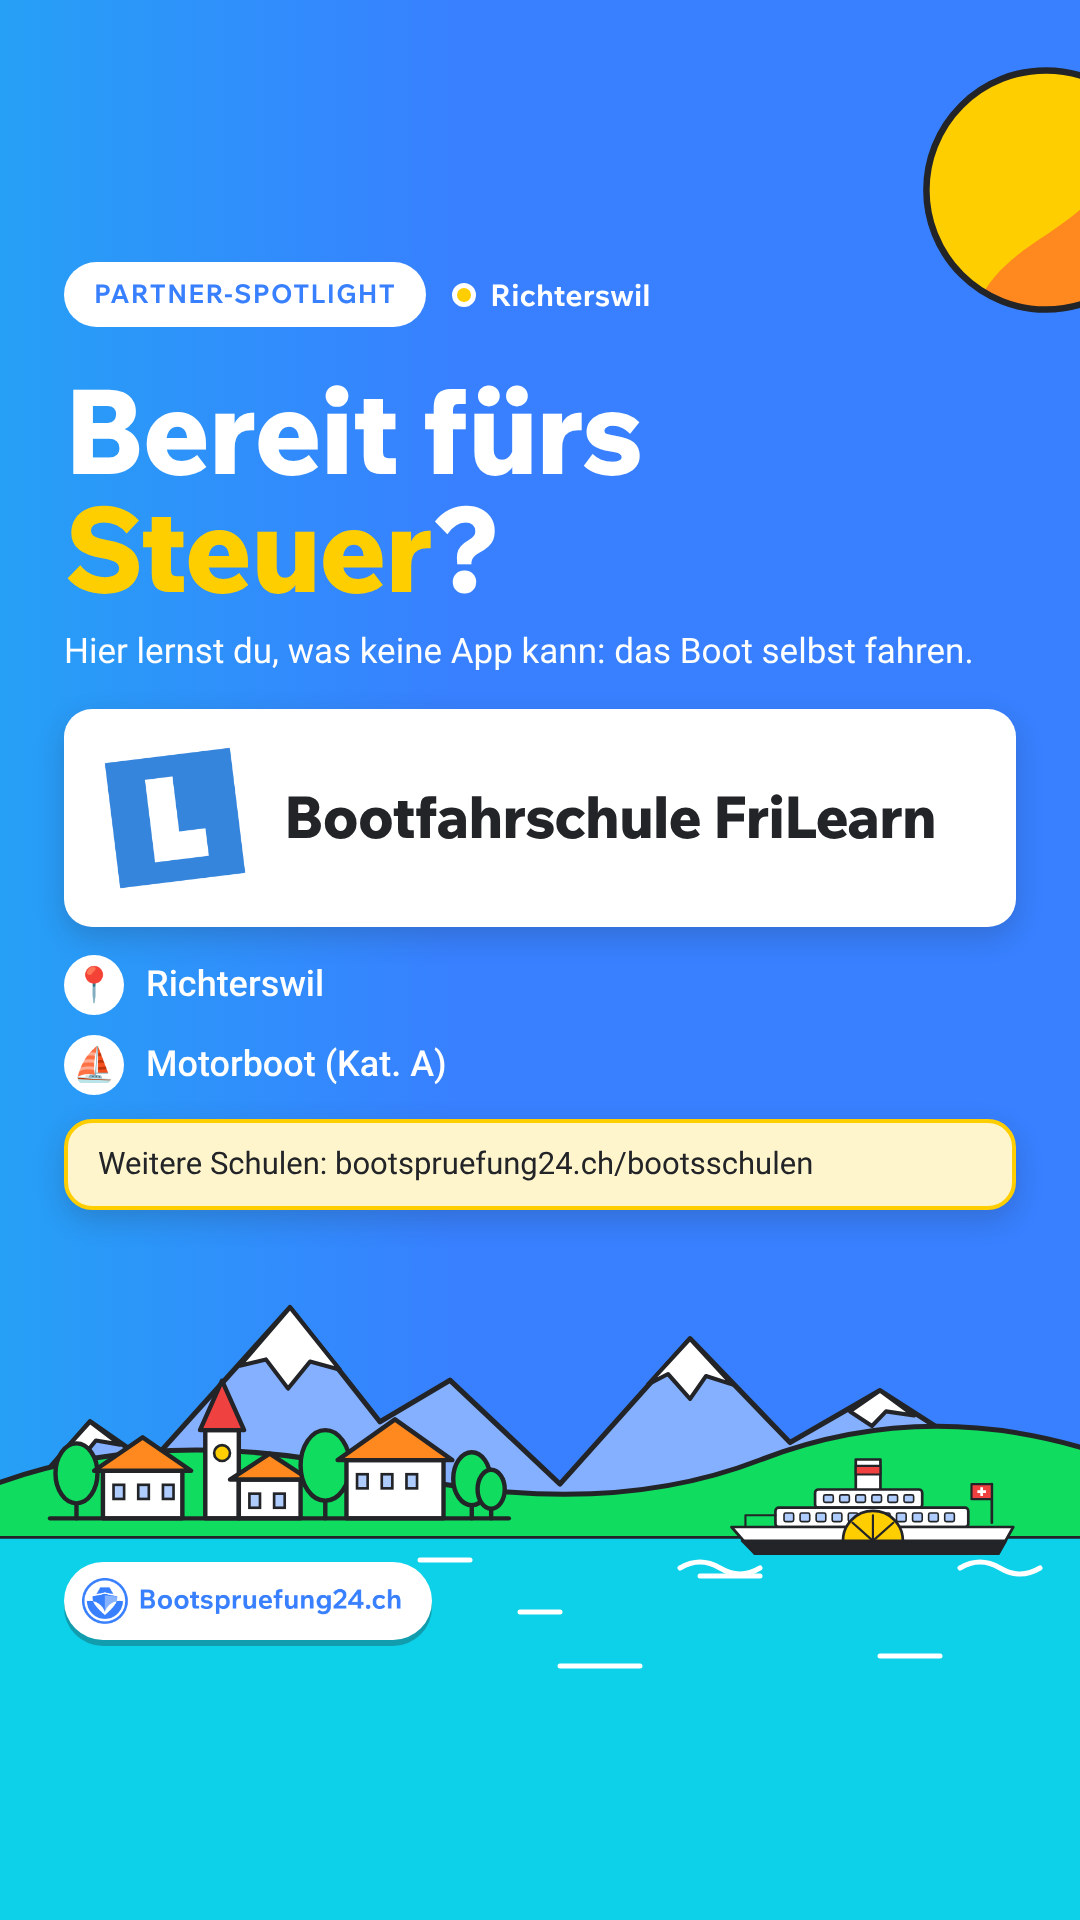 PARTNER-SPOTLIGHT
Richterswil
Bereit fürs
Steuer?
Hier lernst du, was keine App kann: das Boot selbst fahren.
L
Bootfahrschule FriLearn
Richterswil
Motorboot (Kat. A)
Weitere Schulen: bootspruefung24.ch/bootsschulen
Bootspruefung24.ch